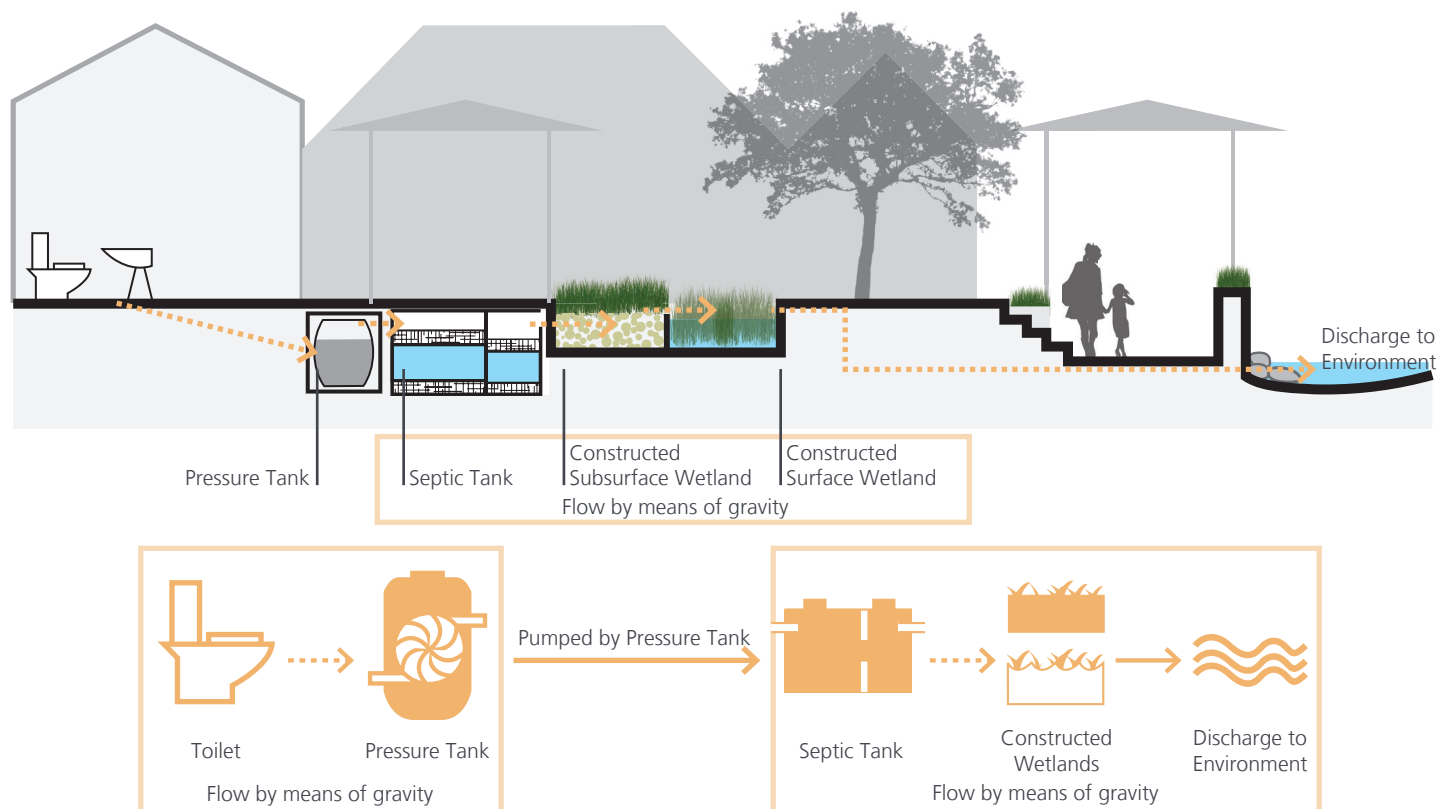 Discharge to
Environment
Pressure Tank
Septic Tank
Constructed
Subsurface Wetland
Constructed
Surface Wetland
Flow by means of gravity
Pumped by Pressure Tank
Toilet
Pressure Tank
Flow by means of gravity
Septic Tank
Constructed
Wetlands
Discharge to
Environment
Flow by means of gravity